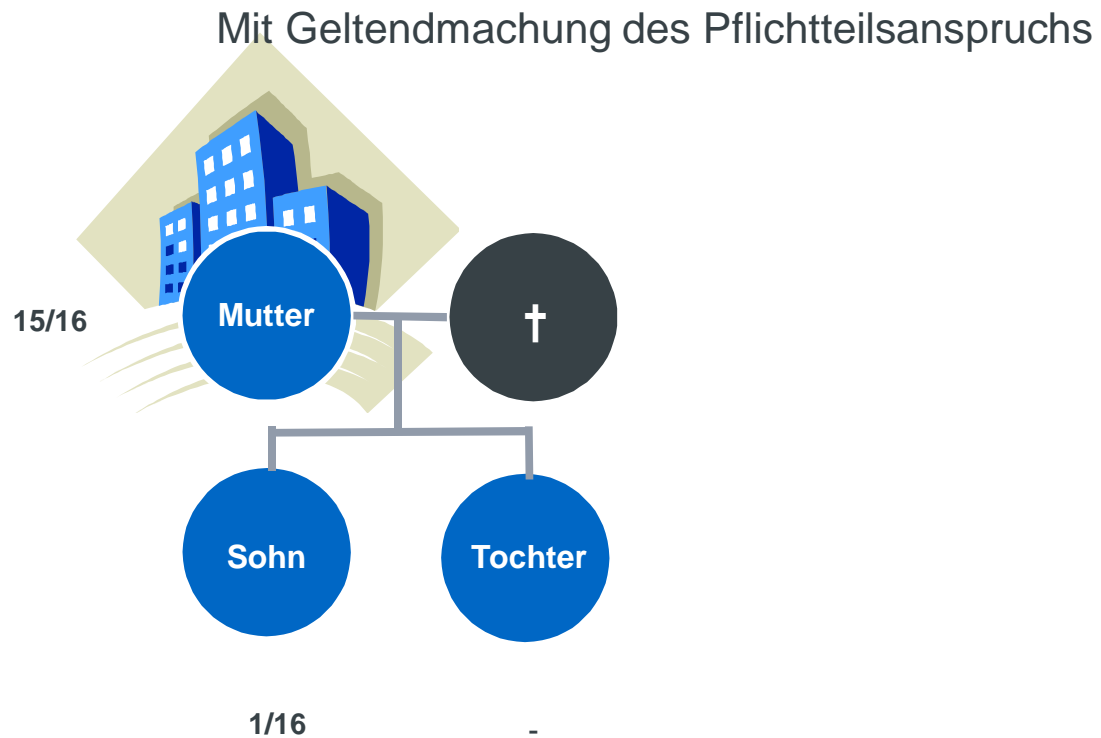 Mit Geltendmachung des Pflichtteilsanspruchs
15/16
Mutter
†
Sohn
Tochter
1/16
-